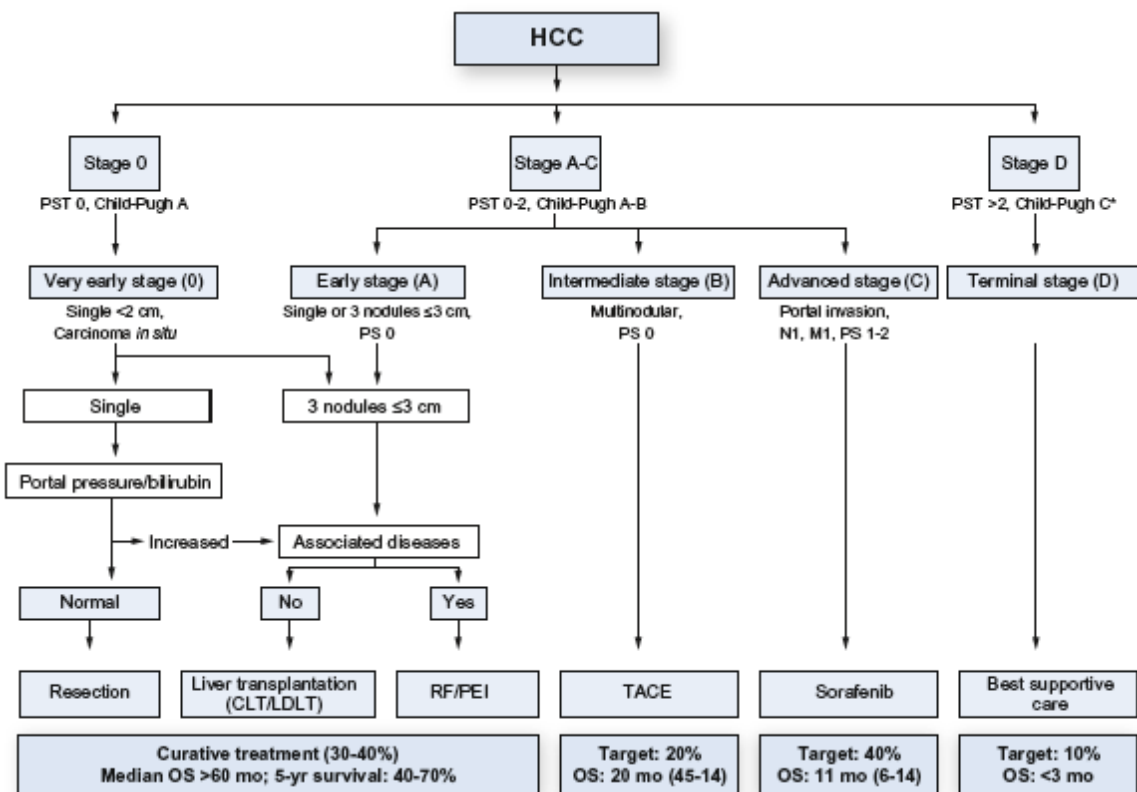 HCC
Stage 0
PST 0, Child-Pugh A
Stage A-C
PST 0-2, Child-Pugh A-B
Stage D
PST >2, Child-Pugh C*
Very early stage (0)
Single <2 cm,
Carcinoma in situ
Early stage (A)
Single or 3 nodules ≤3 cm,
PS 0
Intermediate stage (B)
Multinodular,
PS 0
Advanced stage (C)
Portal invasion,
N1, M1, PS 1-2
Terminal stage (D)
Single
3 nodules ≤3 cm
Portal pressure/bilirubin
Increased
Associated diseases
Normal
No
Yes
Resection
Liver transplantation
(CLT/LDLT)
RF/PEI
TACE
Sorafenib
Best supportive
care
Curative treatment (30-40%)
Median OS >60 mo; 5-yr survival: 40-70%
Target: 20%
OS: 20 mo (45-14)
Target: 40%
OS: 11 mo (6-14)
Target: 10%
OS: <3 mo